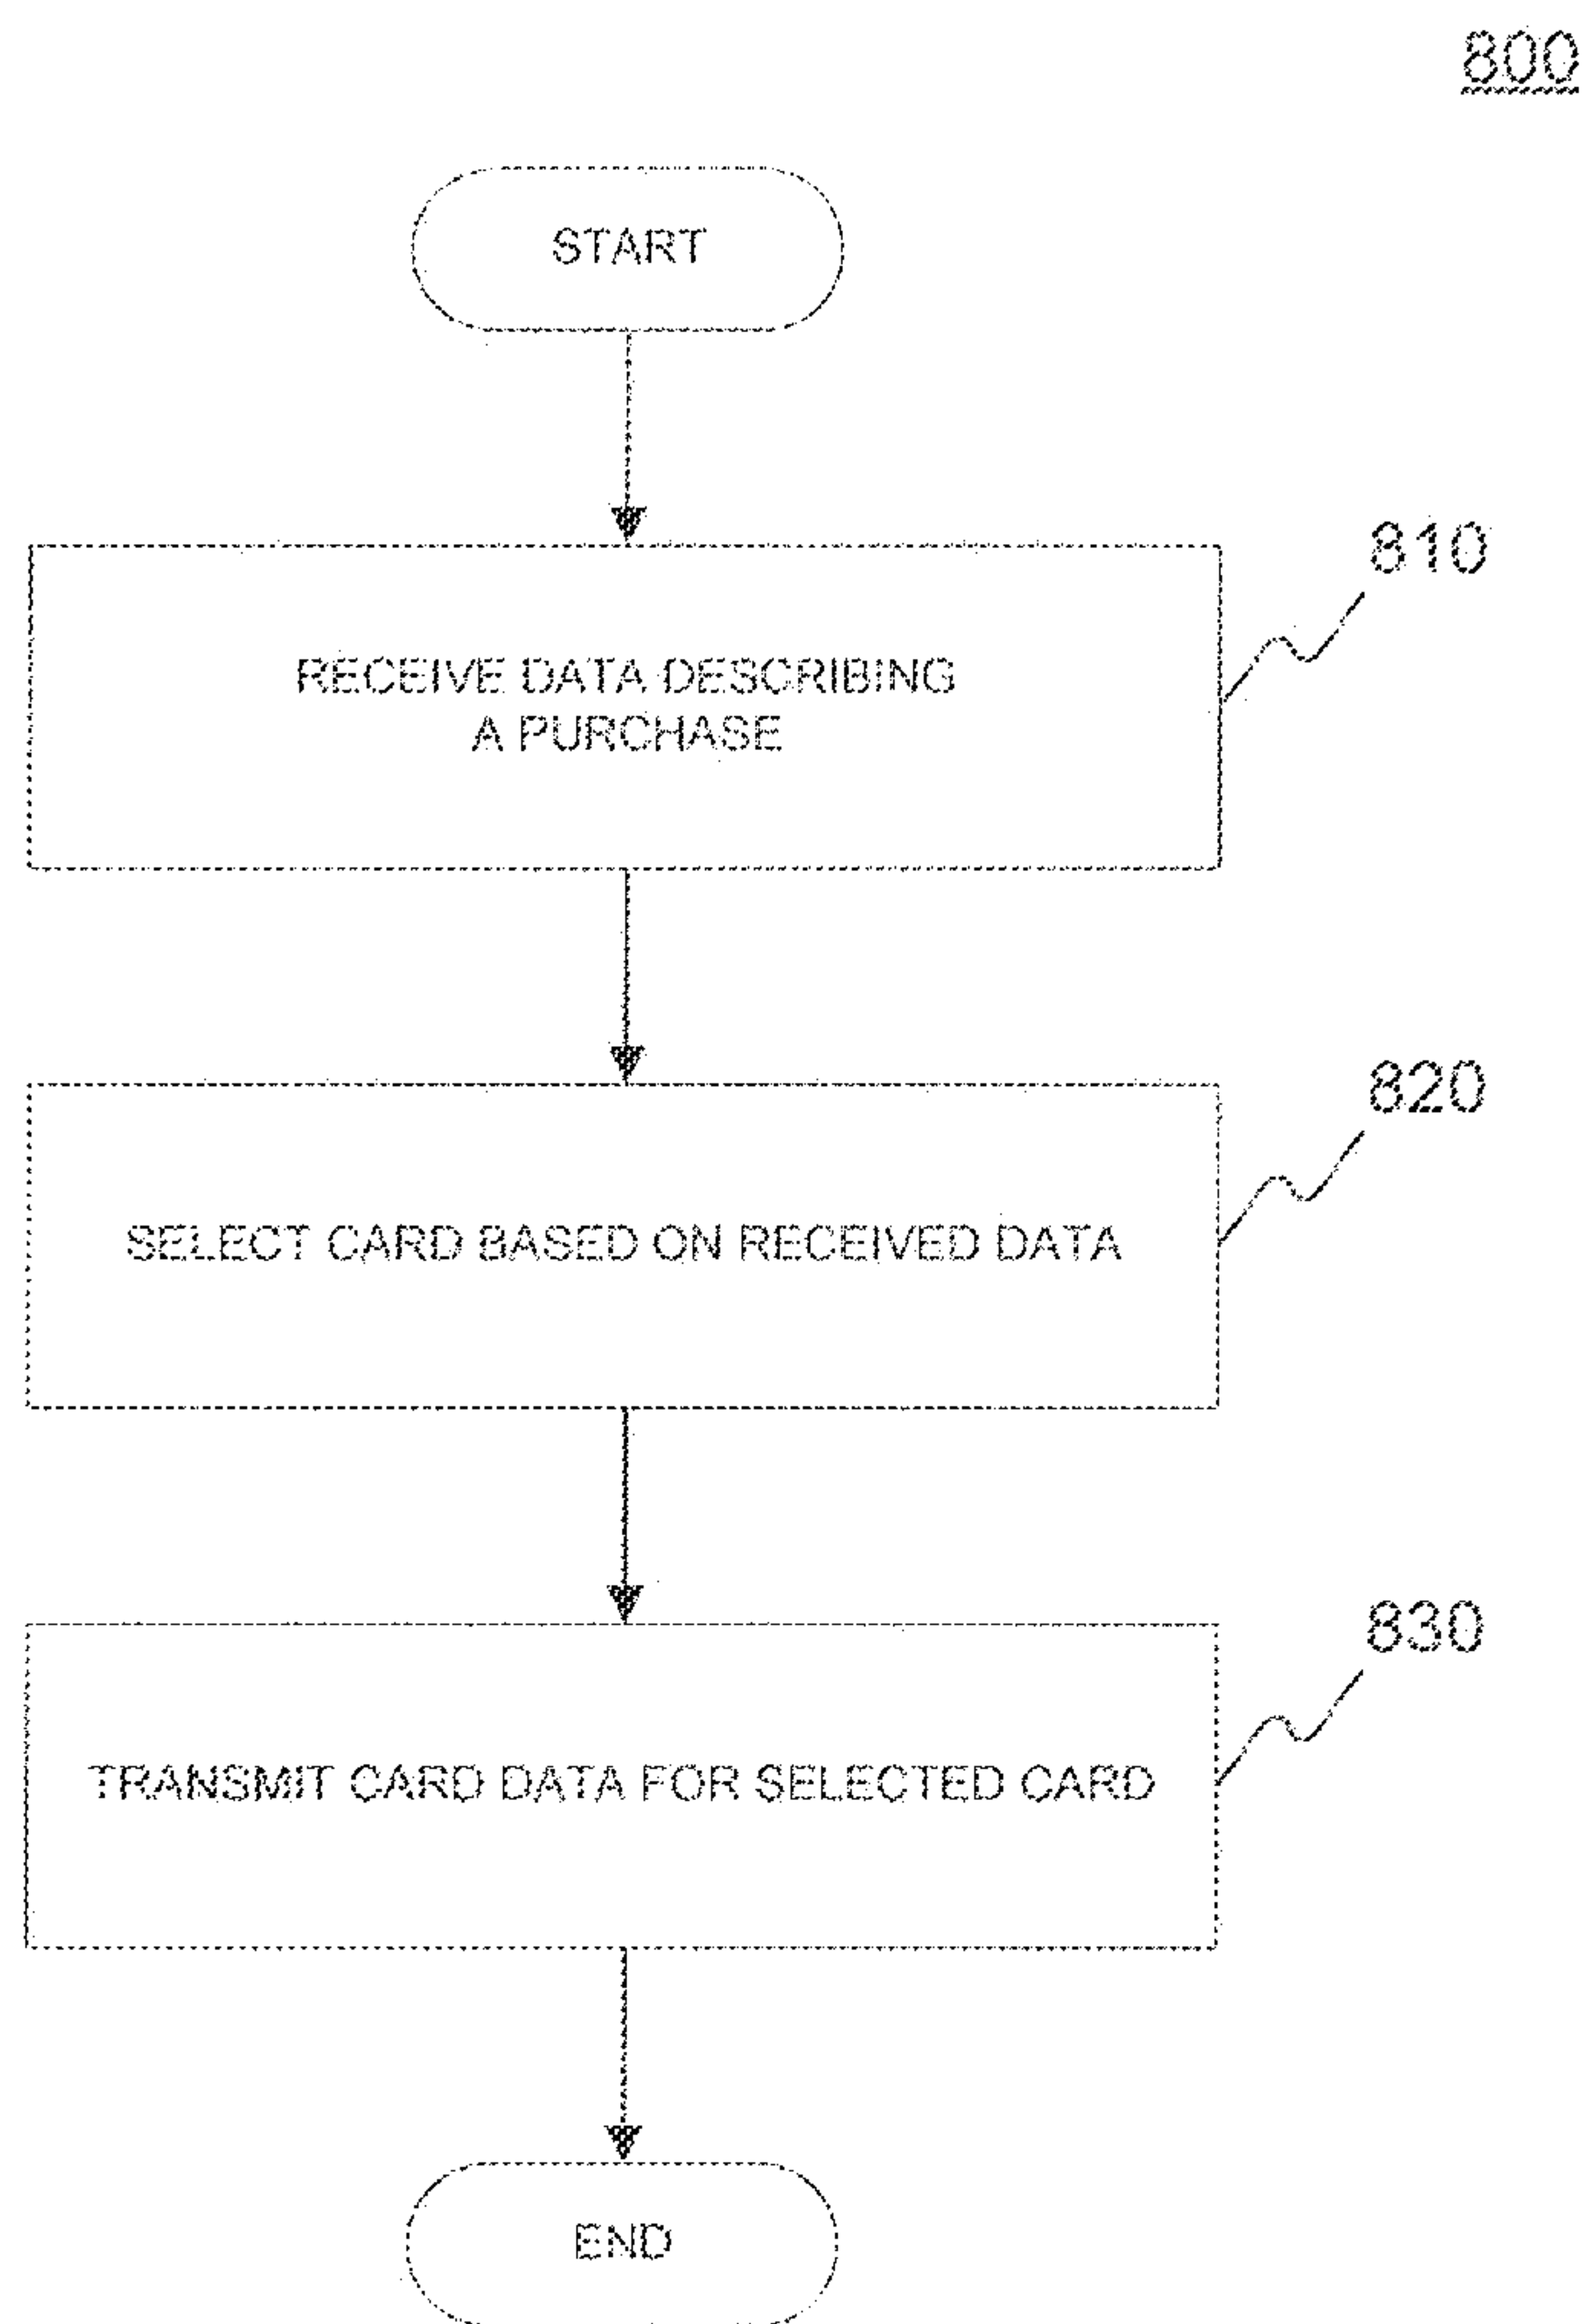 800
START
810
RECEIVE DATA DESCRIBING
A PURCHASE
820
SELECT CARD BASED ON RECEIVED DATA
830
TRANSMIT CARD DATA FOR SELECTED CARD
END